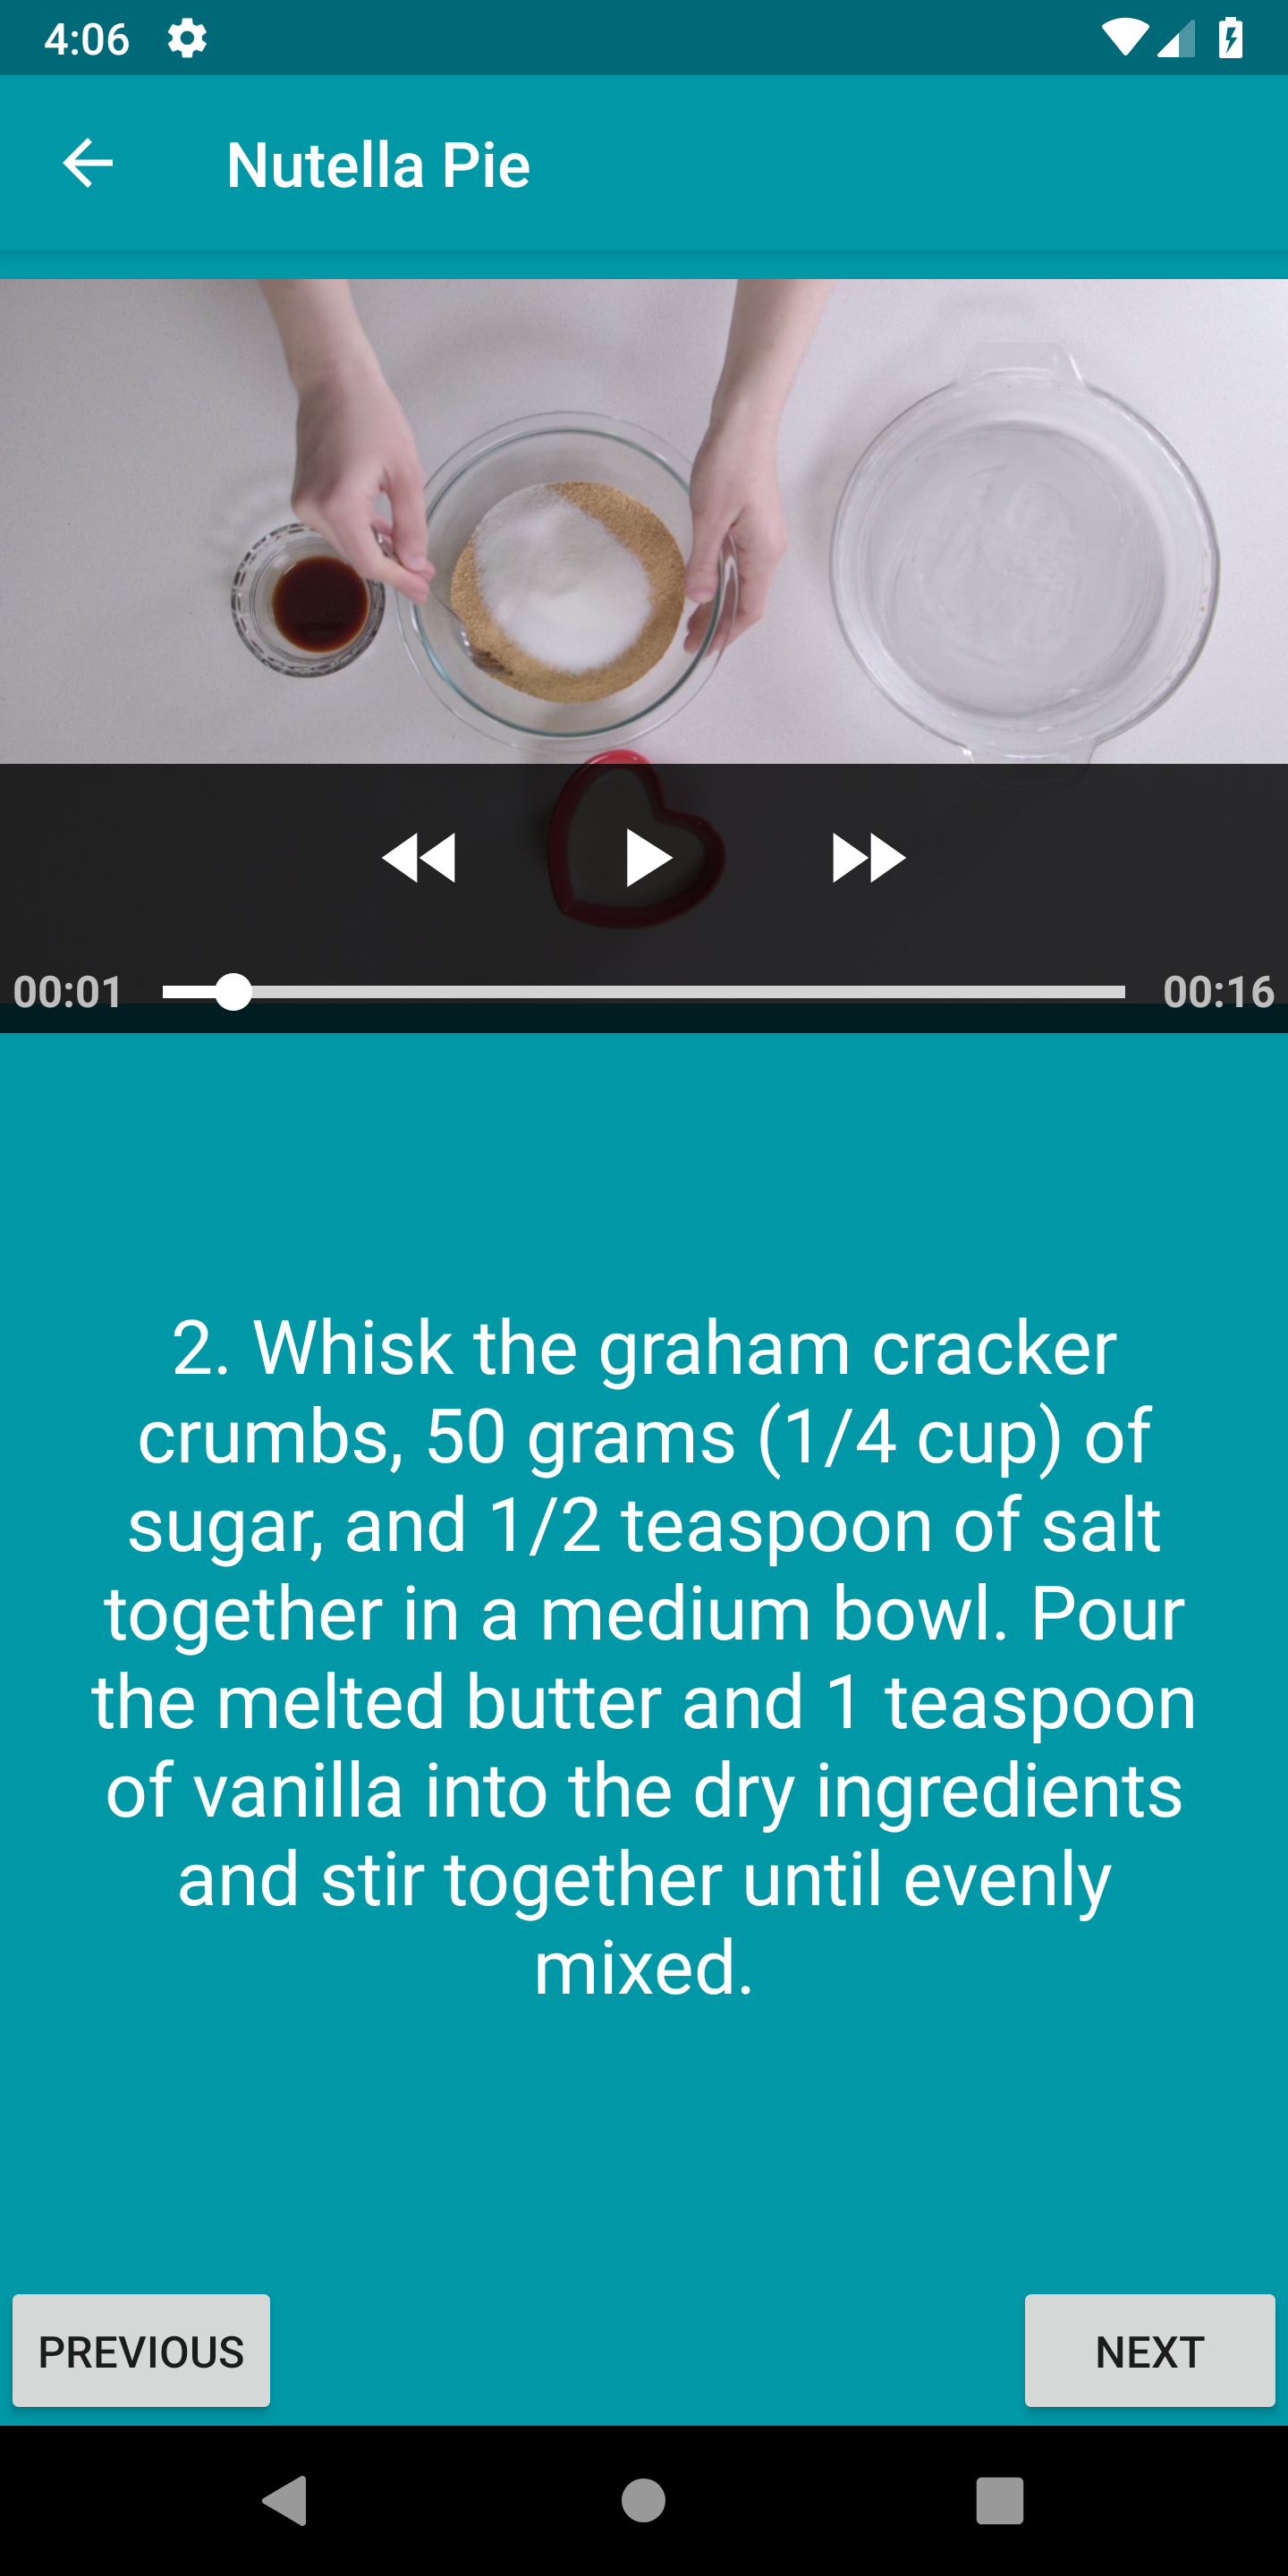 4:06
Nutella Pie
00:01
00:16
2. Whisk the graham cracker
crumbs, 50 grams (1/4 cup) of
sugar, and 1/2 teaspoon of salt
together in a medium bowl. Pour
the melted butter and 1 teaspoon
of vanilla into the dry ingredients
and stir together until evenly
mixed.
PREVIOUS
NEXT